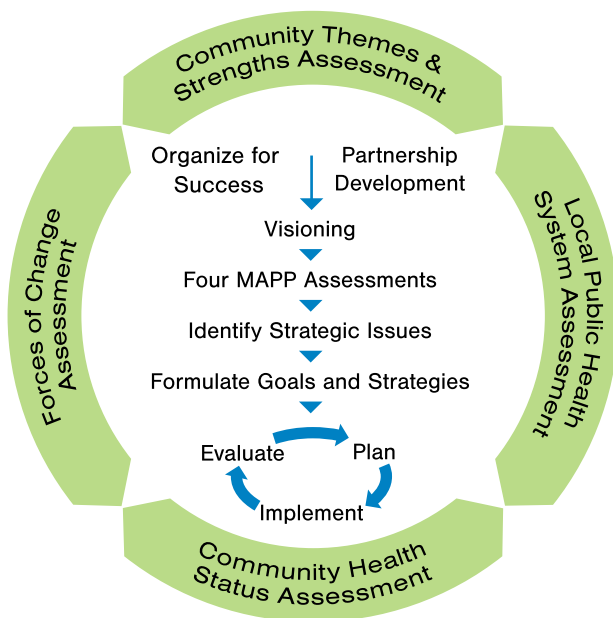 Community Themes &
Strengths Assessment
Organize for
Success
Partnership
Development
Visioning
Four MAPP Assessments
Identify Strategic Issues
Formulate Goals and Strategies
Evaluate
Plan
Implement
Forces of Change
Assessment
Local Public Health
System Assessment
Community Health
Status Assessment